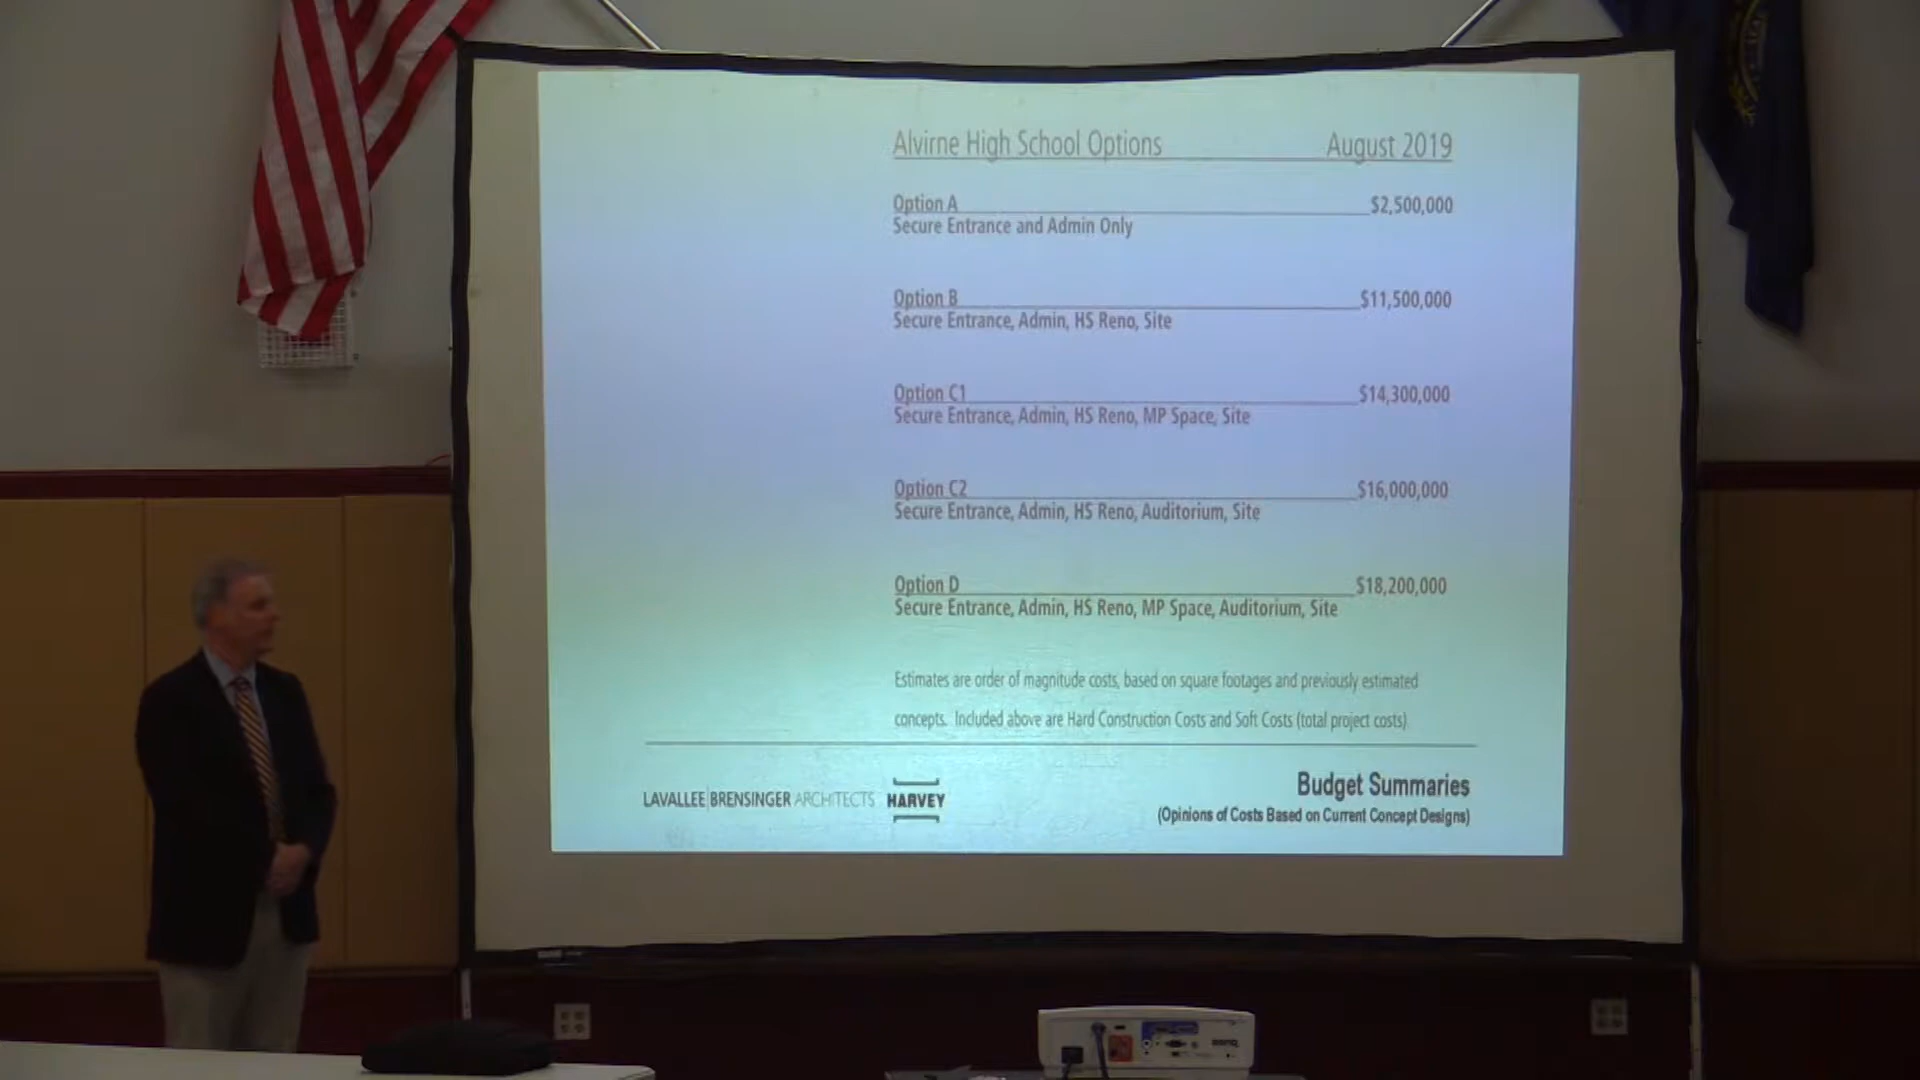 Alvirne High School Options August 2019
Option A $2,500,000
Secure Entrance and Admin Only
Option B $11,500,000
Secure Entrance, Admin, HS Reno, Site
Option C1 $14,300,000
Secure Entrance, Admin, HS Reno, MP Space, Site
Option C2 $16,000,000
Secure Entrance, Admin, HS Reno, Auditorium, Site
Option D $18,200,000
Secure Entrance, Admin, HS Reno, MP Space, Auditorium, Site
Estimates are order of magnitude costs, based on square footages and previously estimated
concepts. Included above are Hard Construction Costs and Soft Costs (total project costs)
LAVALLEE|BRENSINGER ARCHITECTS HARVEY
Budget Summaries
(Opinions of Costs Based on Current Concept Designs)
BenQ